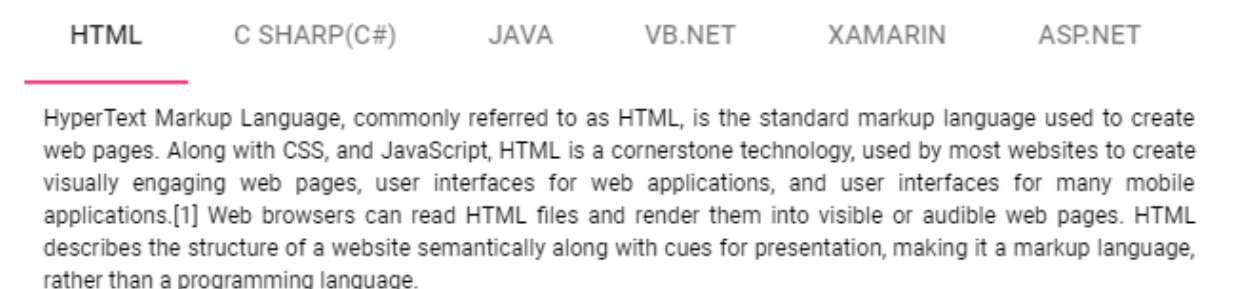 HTML C SHARP(C#) JAVA VB.NET XAMARIN ASP.NET
HyperText Markup Language, commonly referred to as HTML, is the standard markup language used to create
web pages. Along with CSS, and JavaScript, HTML is a cornerstone technology, used by most websites to create
visually engaging web pages, user interfaces for web applications, and user interfaces for many mobile
applications.[1] Web browsers can read HTML files and render them into visible or audible web pages. HTML
describes the structure of a website semantically along with cues for presentation, making it a markup language,
rather than a programming language.